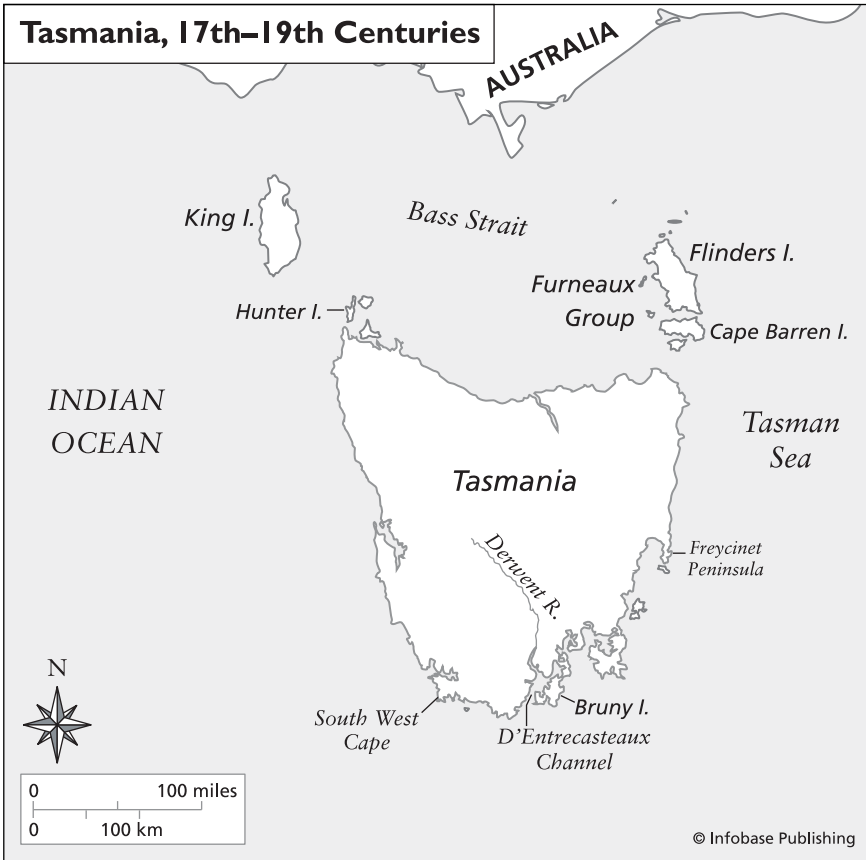 Tasmania, 17th–19th Centuries
AUSTRALIA
King I.
Bass Strait
Flinders I.
Furneaux
Group
Hunter I.
Cape Barren I.
INDIAN
OCEAN
Tasman
Sea
Tasmania
Derwent R.
Freycinet
Peninsula
N
South West
Cape
Bruny I.
D'Entrecasteaux
Channel
0 100 miles
0 100 km
© Infobase Publishing